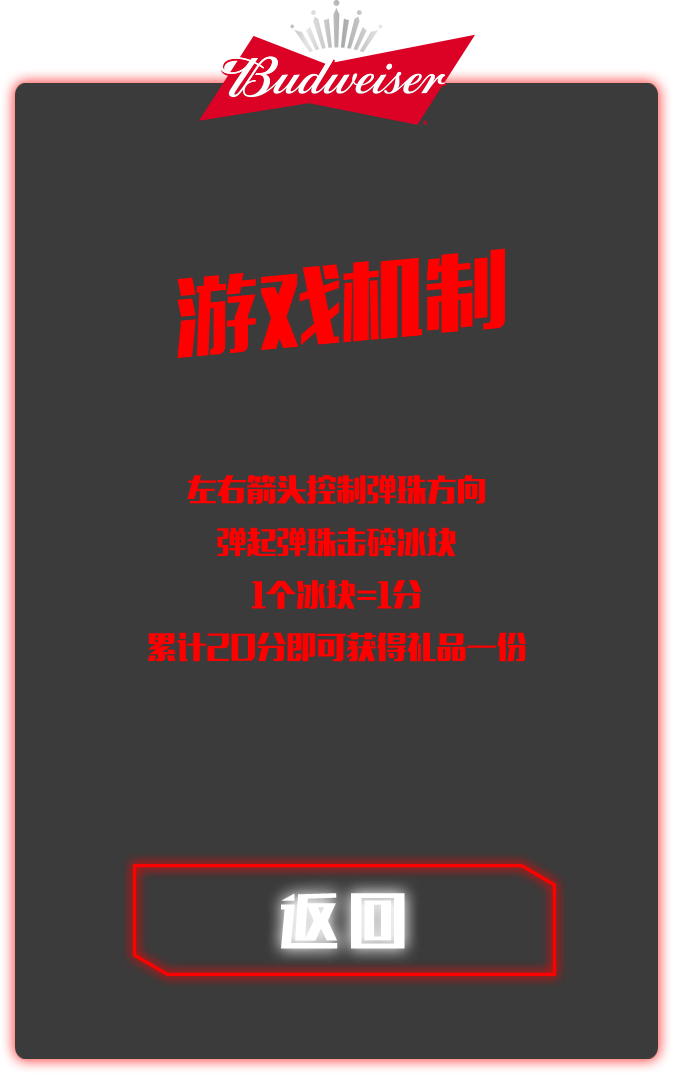 Budweiser
游戏机制
左右箭头控制弹珠方向
弹起弹珠击碎冰块
1个冰块=1分
累计20分即可获得礼品一份
返回